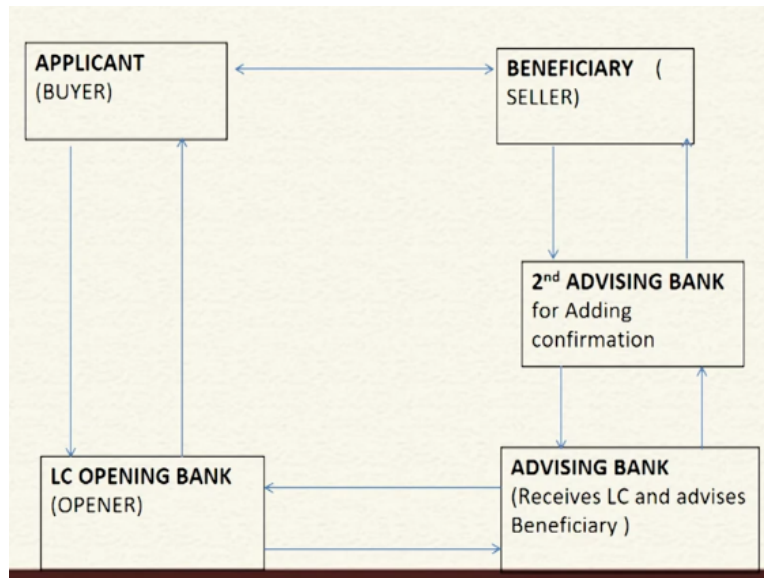 APPLICANT
(BUYER)
BENEFICIARY (
SELLER)
2nd ADVISING BANK
for Adding
confirmation
LC OPENING BANK
(OPENER)
ADVISING BANK
(Receives LC and advises
Beneficiary )